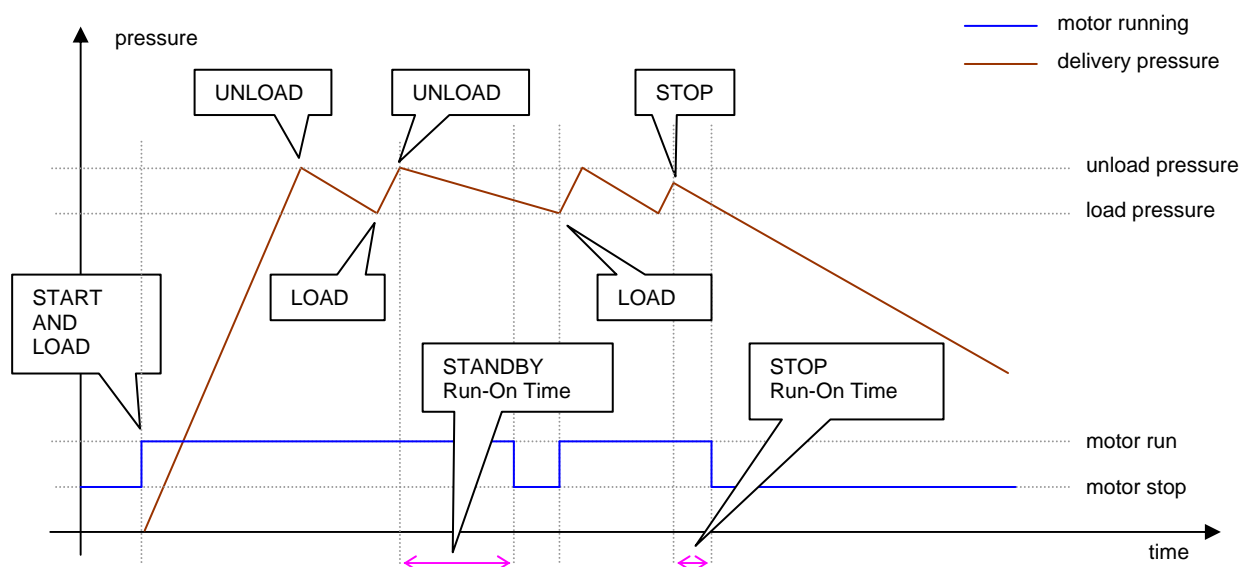 motor running
pressure
delivery pressure
UNLOAD
UNLOAD
STOP
unload pressure
load pressure
START
AND
LOAD
LOAD
LOAD
STANDBY
Run-On Time
STOP
Run-On Time
motor run
motor stop
time